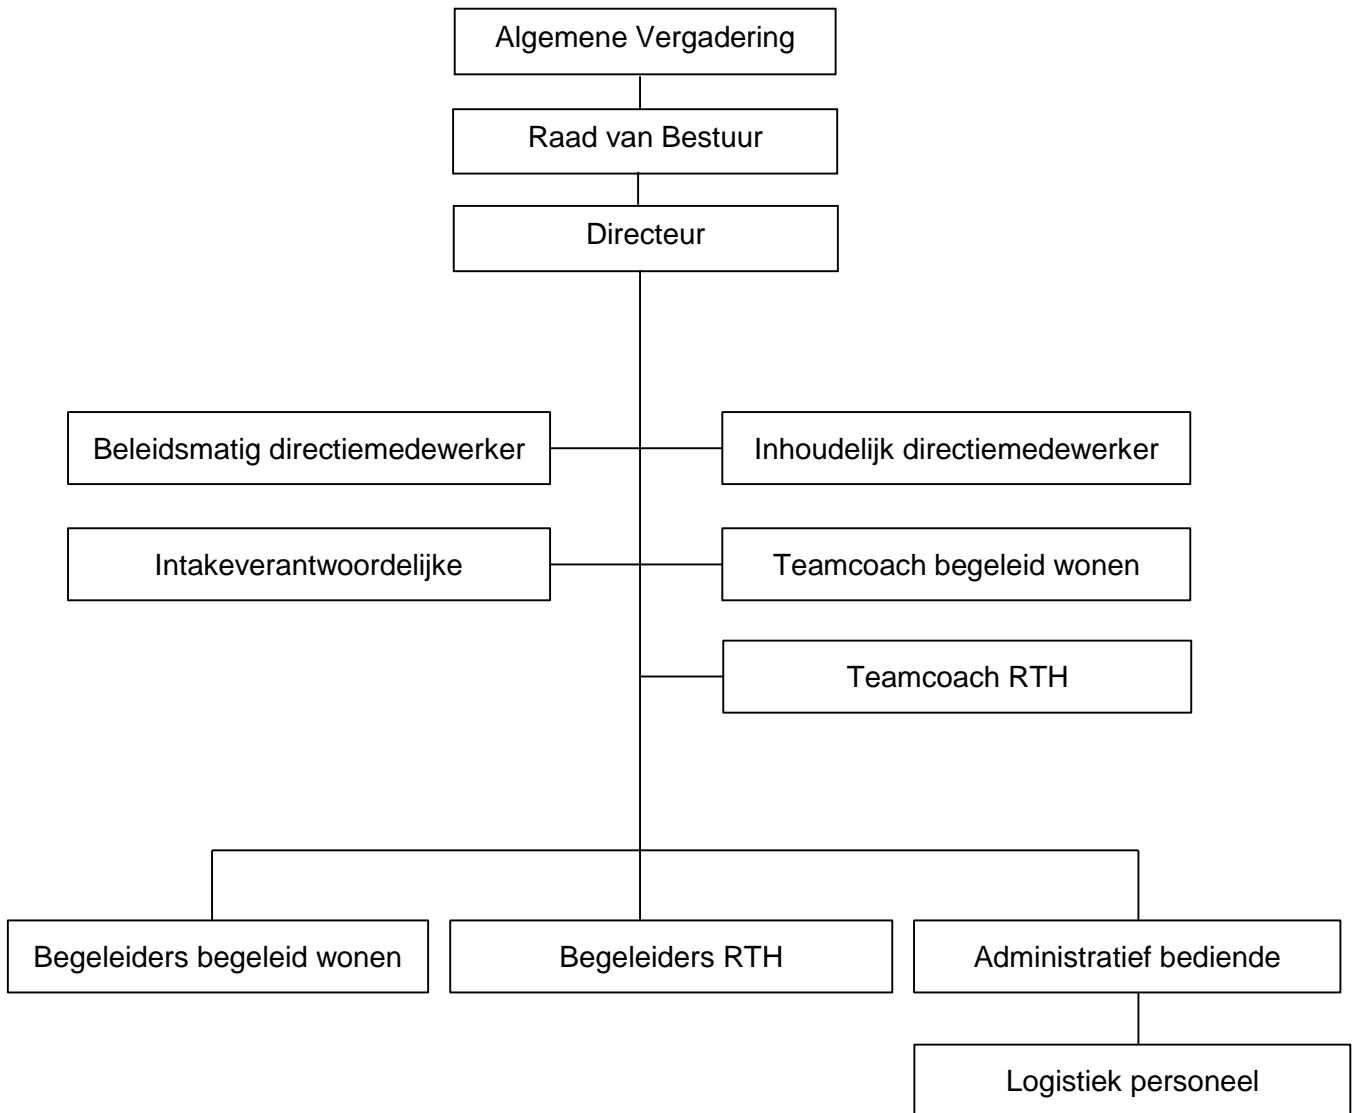 Algemene Vergadering
Raad van Bestuur
Directeur
Beleidsmatig directiemedewerker
Inhoudelijk directiemedewerker
Intakeverantwoordelijke
Teamcoach begeleid wonen
Teamcoach RTH
Begeleiders begeleid wonen
Begeleiders RTH
Administratief bediende
Logistiek personeel